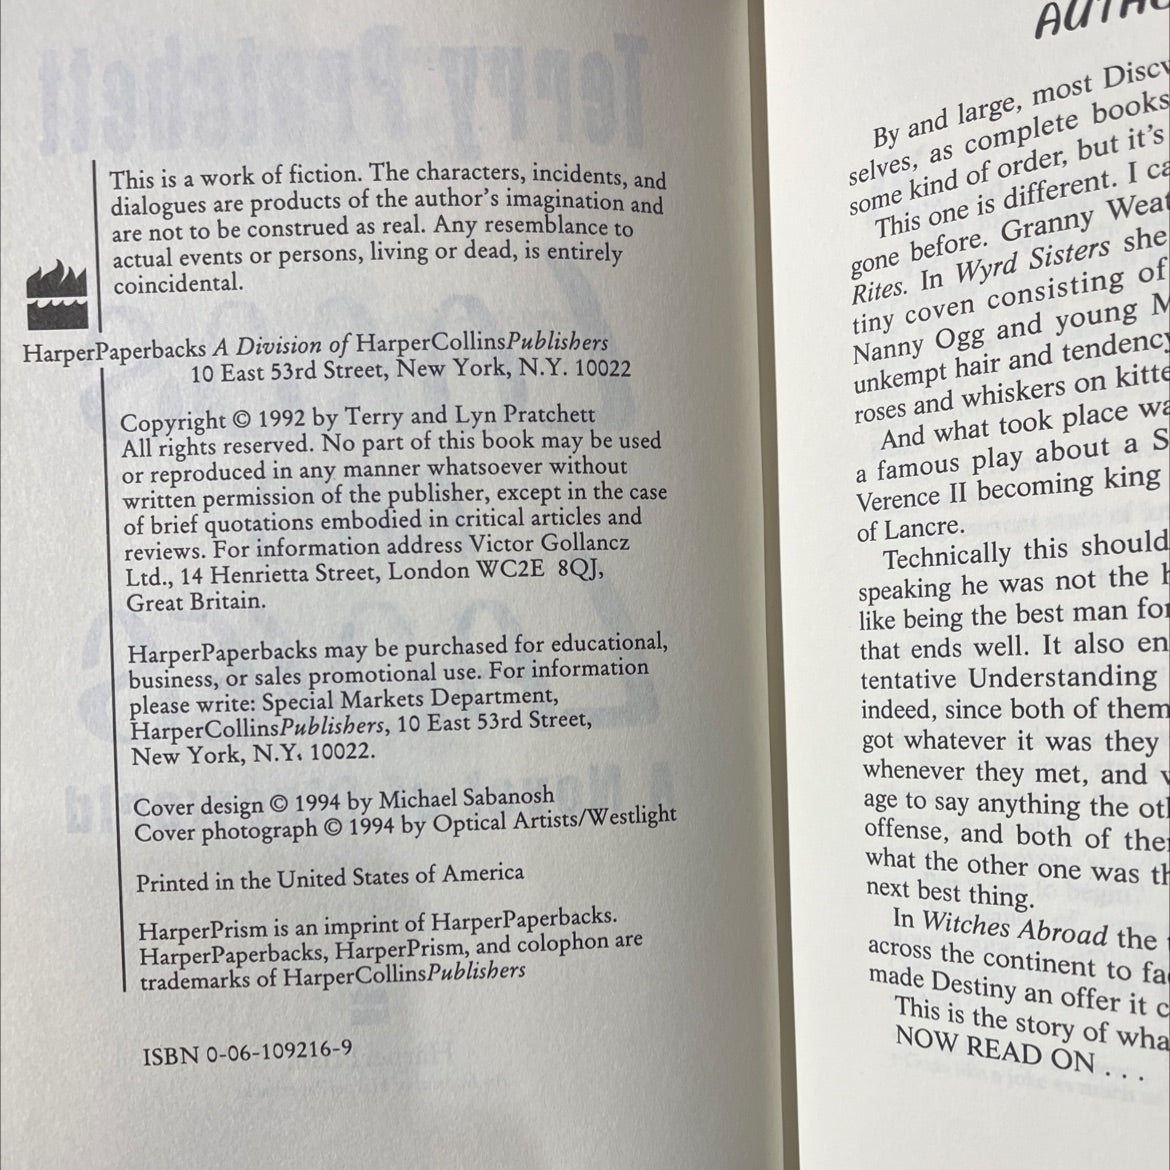 This is a work of fiction. The characters, incidents, and
dialogues are products of the author's imagination and
are not to be construed as real. Any resemblance to
actual events or persons, living or dead, is entirely
coincidental.
HarperPaperbacks A Division of HarperCollinsPublishers
10 East 53rd Street, New York, N.Y. 10022
Copyright © 1992 by Terry and Lyn Pratchett
All rights reserved. No part of this book may be used
or reproduced in any manner whatsoever without
written permission of the publisher, except in the case
of brief quotations embodied in critical articles and
reviews. For information address Victor Gollancz
Ltd., 14 Henrietta Street, London WC2E 8QJ,
Great Britain.
HarperPaperbacks may be purchased for educational,
business, or sales promotional use. For information
please write: Special Markets Department,
HarperCollinsPublishers, 10 East 53rd Street,
New York, N.Y. 10022.
Cover design © 1994 by Michael Sabanosh
Cover photograph © 1994 by Optical Artists/Westlight
Printed in the United States of America
HarperPrism is an imprint of HarperPaperbacks.
HarperPaperbacks, HarperPrism, and colophon are
trademarks of HarperCollinsPublishers
ISBN 0-06-109216-9
By and large, most
selves, as complete books
some kind of order, but it's
This one is different. I
gone before. Granny
Rites. In Wyrd Sisters she
tiny coven consisting of
Nanny Ogg and young
unkempt hair and tendency
roses and whiskers on
And what took place
a famous play about a
Verence II becoming king
of Lancre.
Technically this should
speaking he was not the
like being the best man for
that ends well. It also
tentative Understanding
indeed, since both of them
got whatever it was they
whenever they met, and
age to say anything the
offense, and both of
what the other one was
next best thing.
In Witches Abroad the
across the continent to
made Destiny an offer it
This is the story of
NOW READ ON . . .